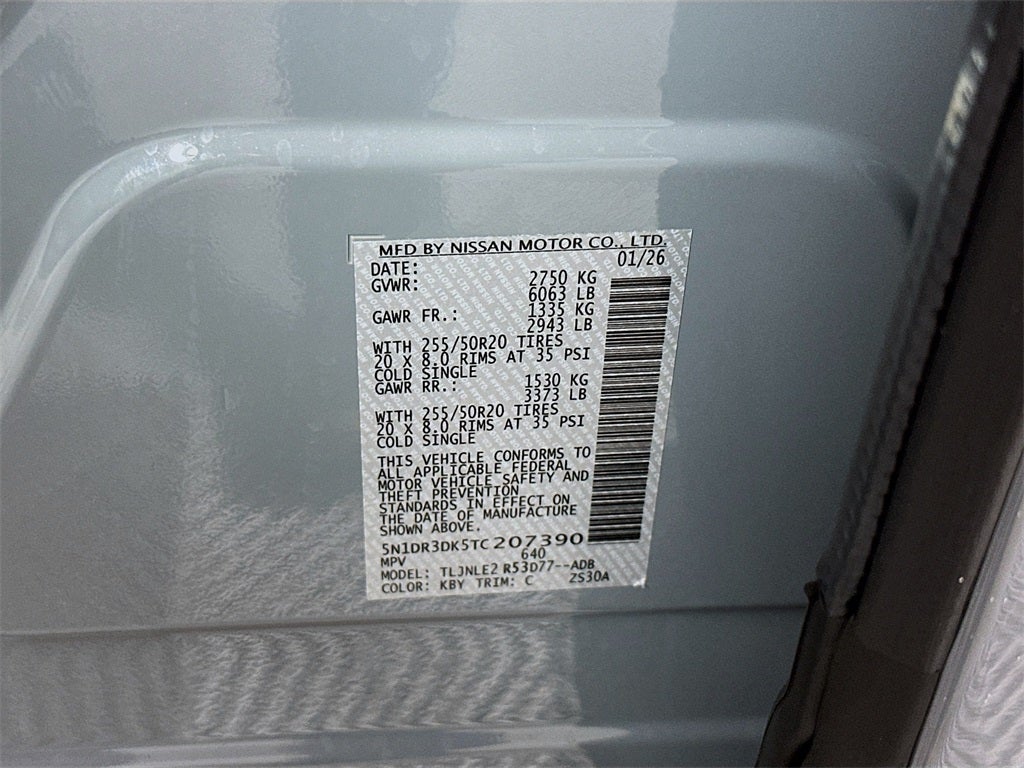 MFD BY NISSAN MOTOR CO., LTD.
DATE: 01/26
GVWR: 2750 KG
6063 LB
GAWR FR.: 1335 KG
2943 LB
WITH 255/50R20 TIRES
20 X 8.0 RIMS AT 35 PSI
COLD SINGLE
GAWR RR.: 1530 KG
3373 LB
WITH 255/50R20 TIRES
20 X 8.0 RIMS AT 35 PSI
COLD SINGLE
THIS VEHICLE CONFORMS TO
ALL APPLICABLE FEDERAL
MOTOR VEHICLE SAFETY AND
THEFT PREVENTION
STANDARDS IN EFFECT ON
THE DATE OF MANUFACTURE
SHOWN ABOVE.
5N1DR3DK5TC207390
MPV 640
MODEL: TLJNLE2 R53D77--ADB
COLOR: KBY TRIM: C ZS30A